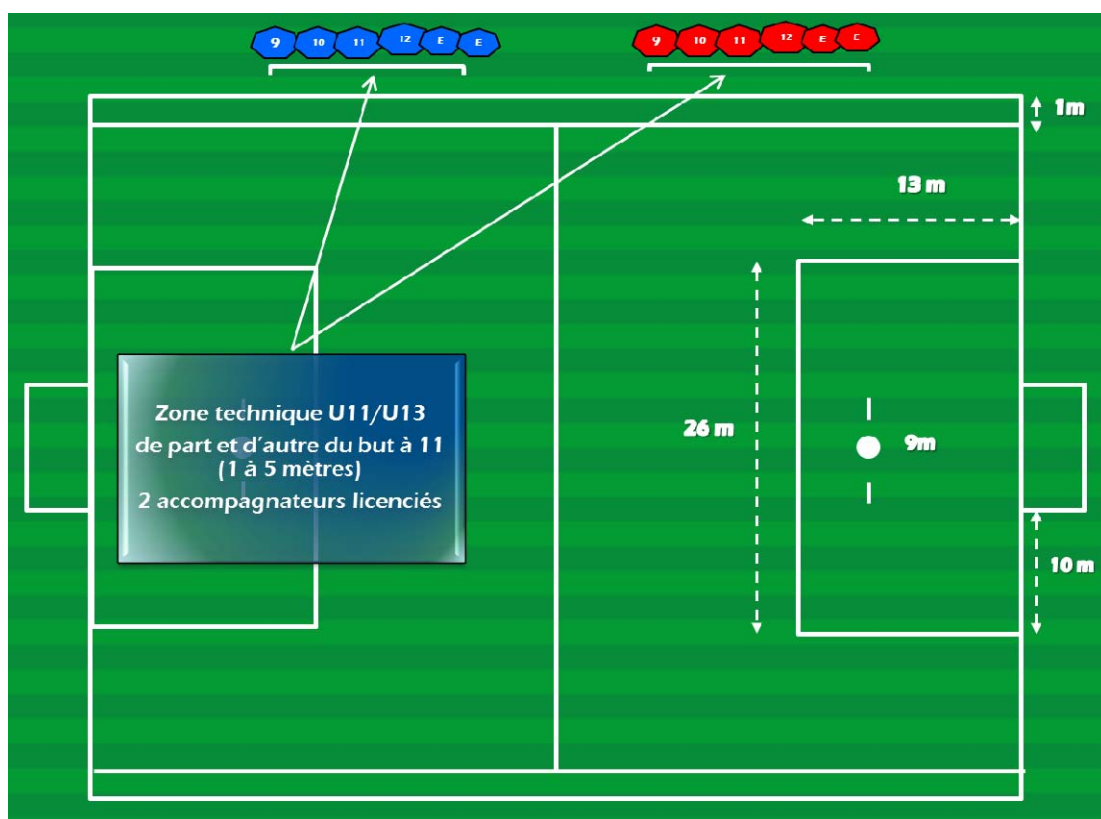 9 10 11 12 E E
9 10 11 12 E E
1m
13 m
Zone technique U11/U13
de part et d'autre du but à 11
(1 à 5 mètres)
2 accompagnateurs licenciés
26 m
9m
10 m